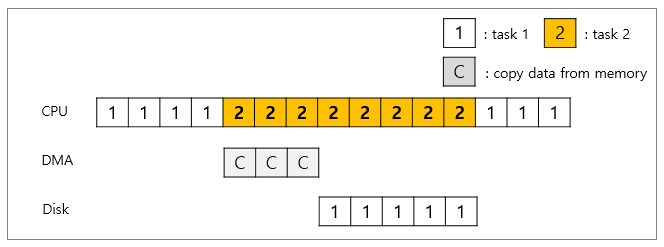 1 : task 1 2 : task 2
C : copy data from memory
CPU 1 1 1 1 2 2 2 2 2 2 2 2 1 1 1
DMA C C C
Disk 1 1 1 1 1